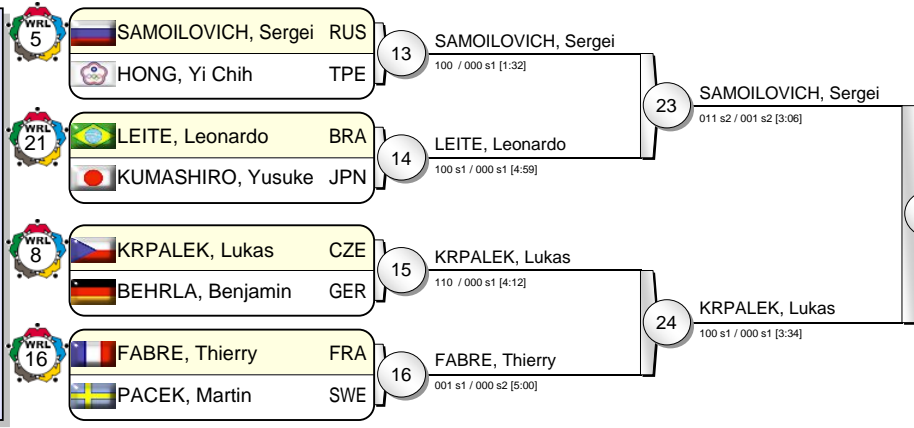 WRL
5
SAMOILOVICH, Sergei RUS
HONG, Yi Chih TPE
13
SAMOILOVICH, Sergei
100 / 000 s1 [1:32]
WRL
21
LEITE, Leonardo BRA
KUMASHIRO, Yusuke JPN
14
LEITE, Leonardo
100 s1 / 000 s1 [4:59]
23
SAMOILOVICH, Sergei
011 s2 / 001 s2 [3:06]
WRL
8
KRPALEK, Lukas CZE
BEHRLA, Benjamin GER
15
KRPALEK, Lukas
110 / 000 s1 [4:12]
WRL
16
FABRE, Thierry FRA
PACEK, Martin SWE
16
FABRE, Thierry
001 s1 / 000 s2 [5:00]
24
KRPALEK, Lukas
100 s1 / 000 s1 [3:34]